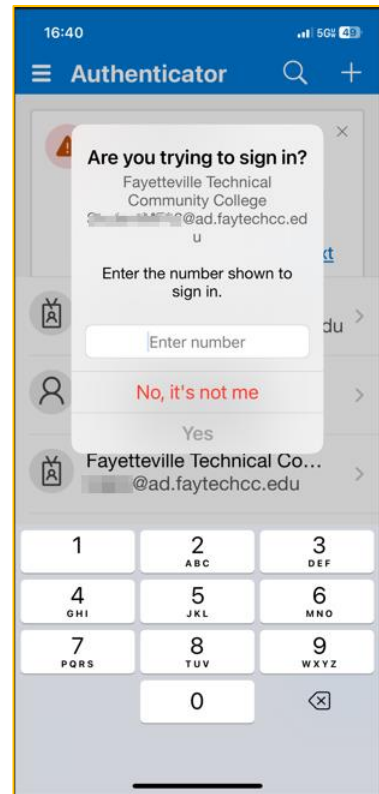 16:40
5G 49
Authenticator
Are you trying to sign in?
Fayetteville Technical
Community College
@ad.faytechcc.ed
u
xt
Enter the number shown to
sign in.
du
Enter number
No, it's not me
Yes
Fayetteville Technical Co...
@ad.faytechcc.edu
1 2 3
ABC DEF
4 5 6
GHI JKL MNO
7 8 9
PQRS TUV WXYZ
0